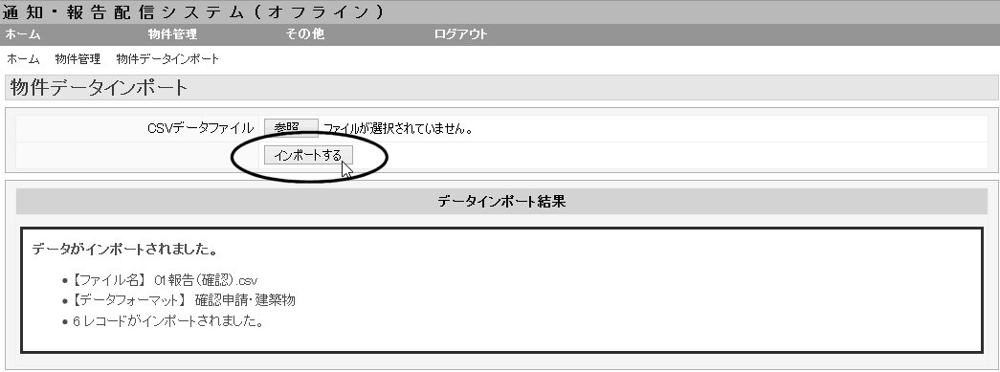 通知・報告配信システム(オフライン)
ホーム 物件管理 その他 ログアウト
ホーム 物件管理 物件データインポート
物件データインポート
CSVデータファイル 参照... ファイルが選択されていません。
インポートする
データインポート結果
データがインポートされました。
•【ファイル名】 01報告(確認).csv
•【データフォーマット】 確認申請・建築物
•6レコードがインポートされました。